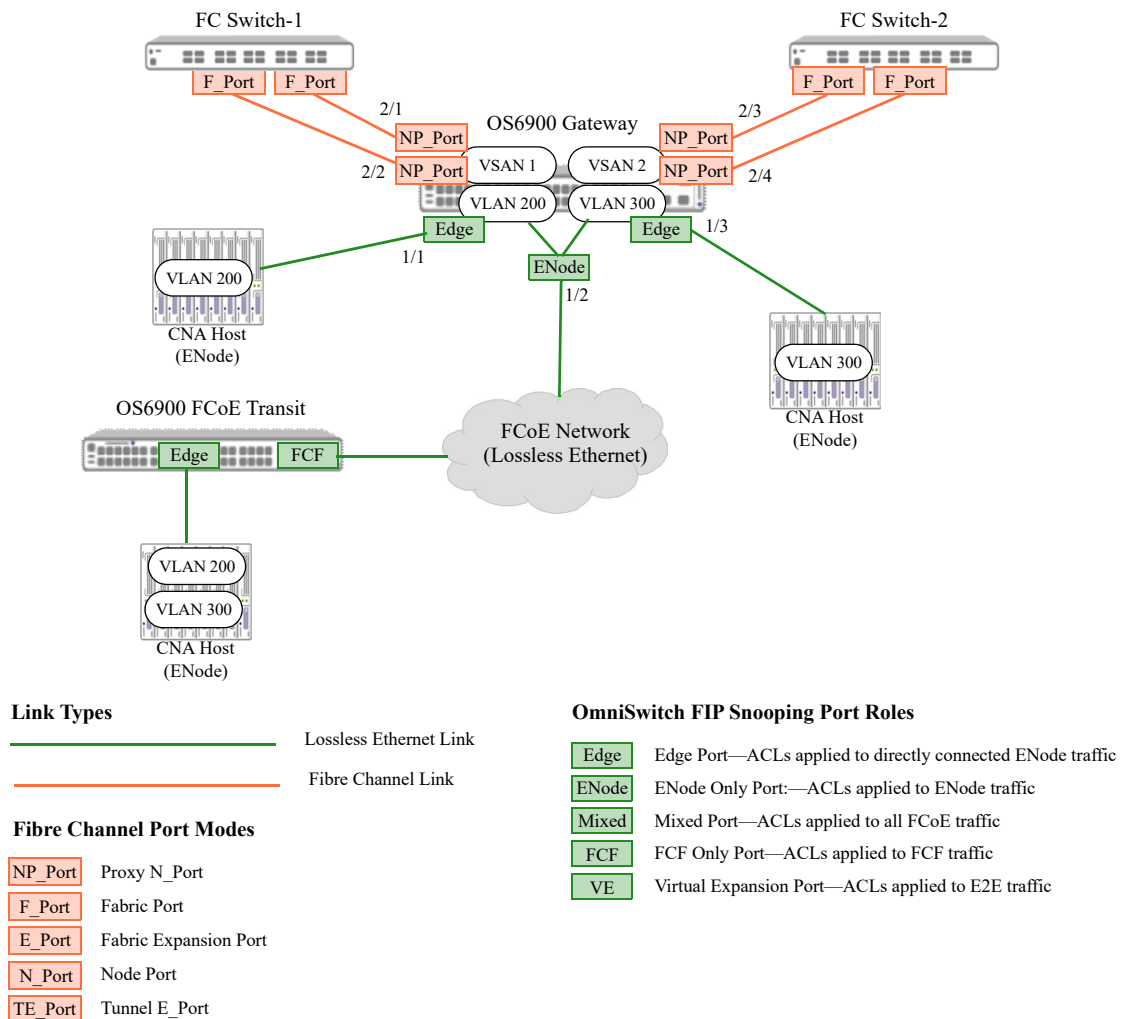 FC Switch-1
FC Switch-2
F_Port
F_Port
F_Port
F_Port
2/1
2/3
OS6900 Gateway
NP_Port
NP_Port
2/2
NP_Port
VSAN 1
VSAN 2
NP_Port
2/4
VLAN 200
VLAN 300
Edge
Edge
1/3
1/1
ENode
1/2
VLAN 200
CNA Host
(ENode)
VLAN 300
CNA Host
(ENode)
OS6900 FCoE Transit
Edge
FCF
FCoE Network
(Lossless Ethernet)
VLAN 200
VLAN 300
CNA Host
(ENode)
Link Types
Lossless Ethernet Link
Fibre Channel Link
Fibre Channel Port Modes
NP_Port Proxy N_Port
F_Port Fabric Port
E_Port Fabric Expansion Port
N_Port Node Port
TE_Port Tunnel E_Port
OmniSwitch FIP Snooping Port Roles
Edge Edge Port—ACLs applied to directly connected ENode traffic
ENode ENode Only Port:—ACLs applied to ENode traffic
Mixed Mixed Port—ACLs applied to all FCoE traffic
FCF FCF Only Port—ACLs applied to FCF traffic
VE Virtual Expansion Port—ACLs applied to E2E traffic